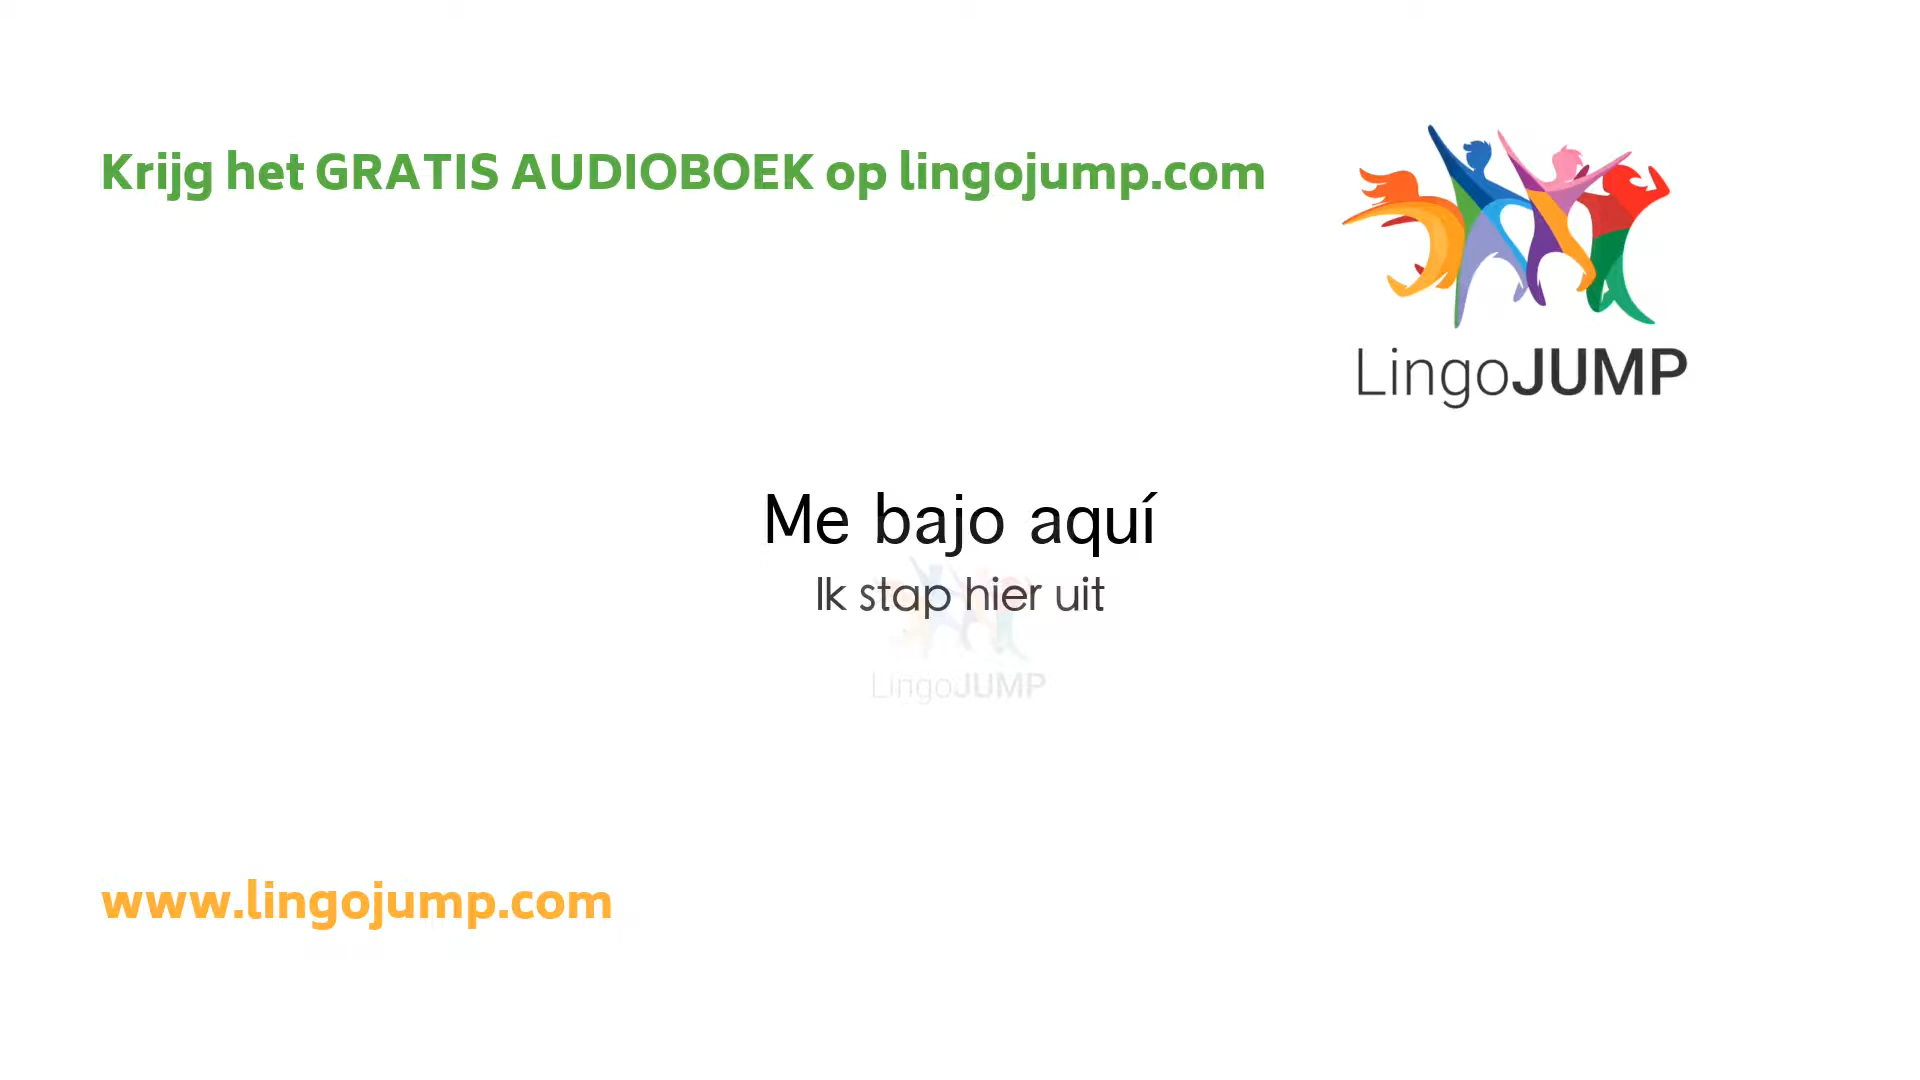 Krijg het GRATIS AUDIOBOEK op lingojump.com
LingoJUMP
Me bajo aquí
Ik stap hier uit
LingoJUMP
www.lingojump.com